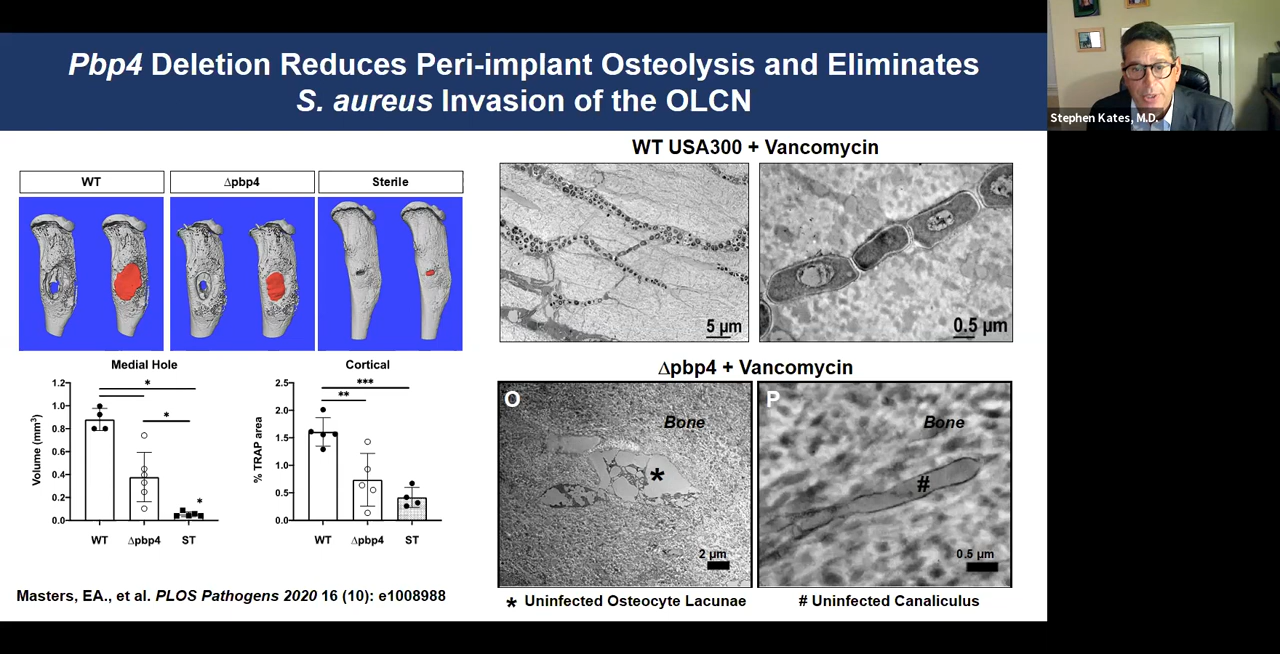 Pbp4 Deletion Reduces Peri-implant Osteolysis and Eliminates
S. aureus Invasion of the OLCN
Stephen Kates, M.D.
WT
Δpbp4
Sterile
Medial Hole
Volume (mm³)
1.2
1.0
0.8
0.6
0.4
0.2
0.0
*
*
*
WT
Δpbp4
ST
Cortical
% TRAP area
2.5
2.0
1.5
1.0
0.5
0.0
***
**
WT
Δpbp4
ST
Masters, EA., et al. PLOS Pathogens 2020 16 (10): e1008988
WT USA300 + Vancomycin
5 µm
0.5 µm
Δpbp4 + Vancomycin
O
Bone
*
2 µm
P
Bone
#
0.5 µm
* Uninfected Osteocyte Lacunae
# Uninfected Canaliculus